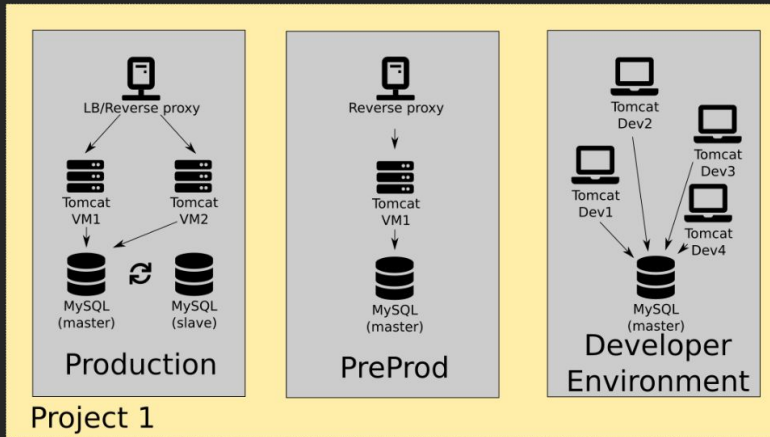 LB/Reverse proxy
Tomcat
VM1
Tomcat
VM2
MySQL
(master)
MySQL
(slave)
Production
Reverse proxy
Tomcat
VM1
MySQL
(master)
PreProd
Tomcat
Dev2
Tomcat
Dev3
Tomcat
Dev1
Tomcat
Dev4
MySQL
(master)
Developer
Environment
Project 1